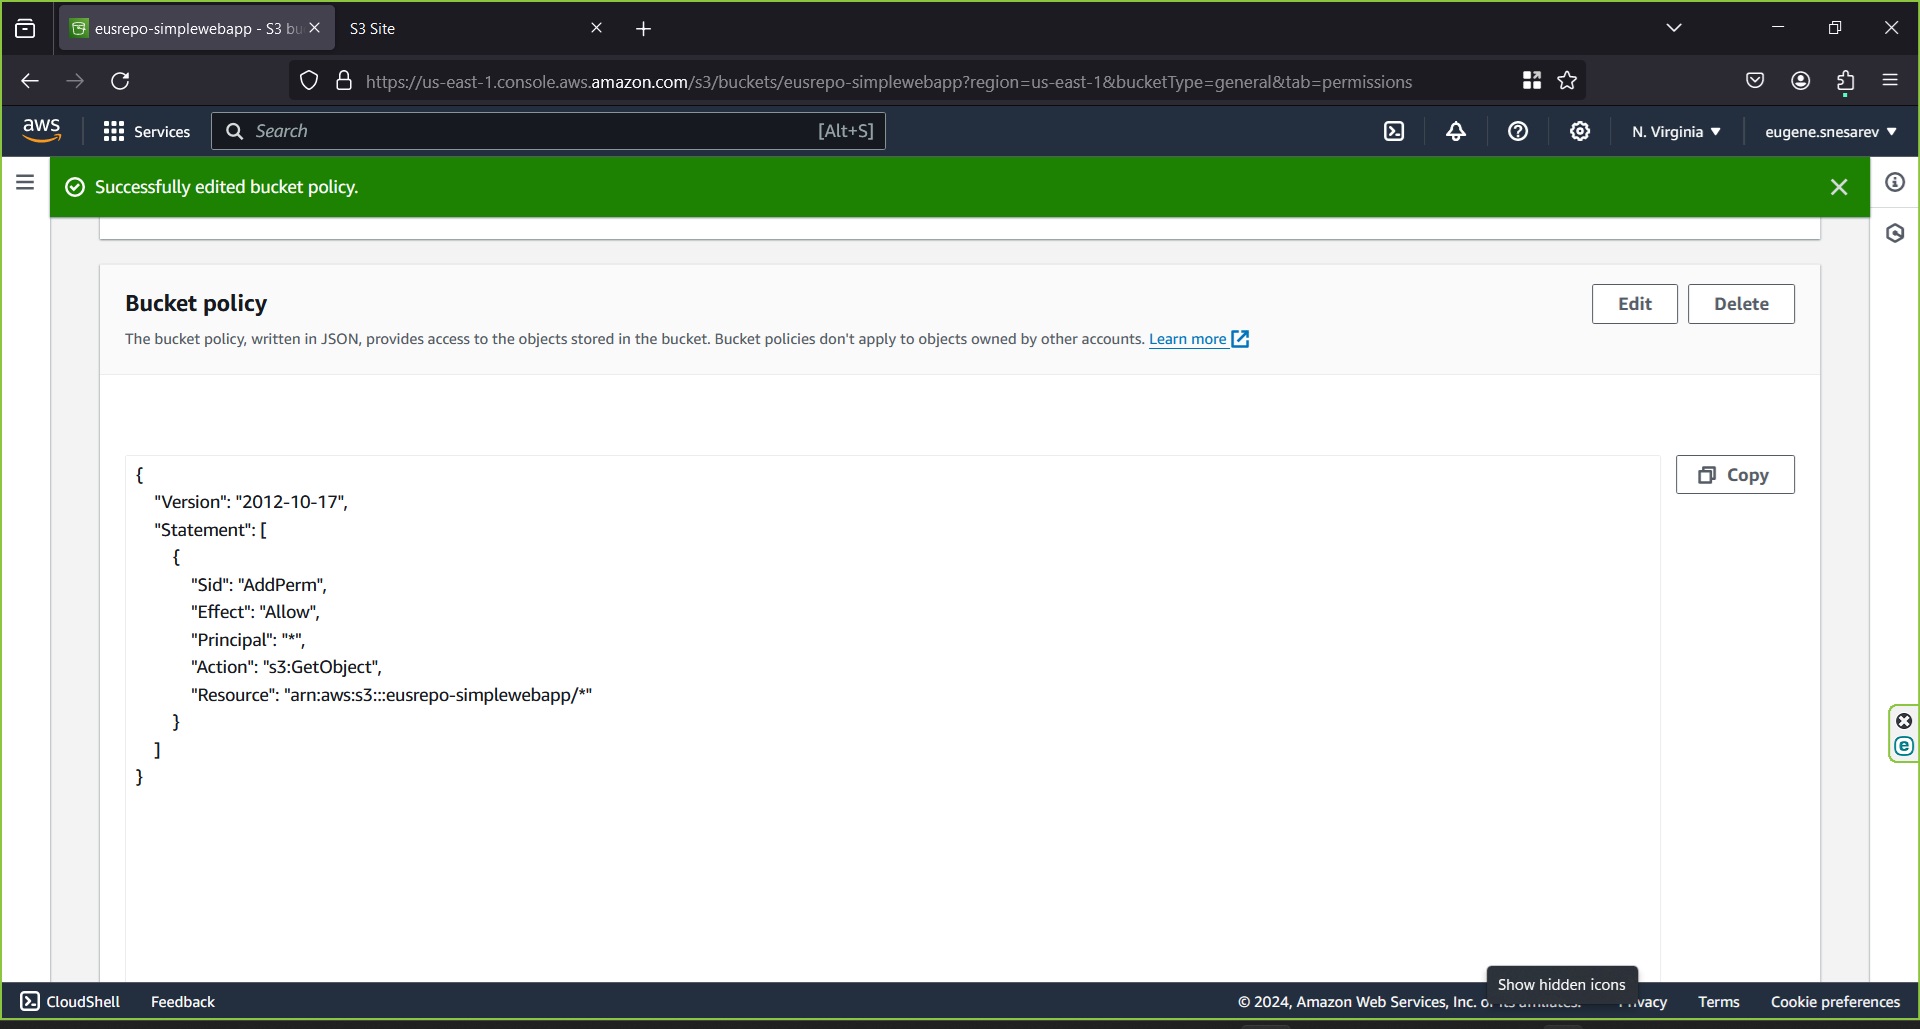 eusrepo-simplewebapp - S3 bu
S3 Site
https://us-east-1.console.aws.amazon.com/s3/buckets/eusrepo-simplewebapp?region=us-east-1&bucketType=general&tab=permissions
aws
Services
Search
[Alt+S]
N. Virginia
eugene.snesarev
Successfully edited bucket policy.
Bucket policy
Edit
Delete
The bucket policy, written in JSON, provides access to the objects stored in the bucket. Bucket policies don't apply to objects owned by other accounts. Learn more
Copy
{
"Version": "2012-10-17",
"Statement": [
{
"Sid": "AddPerm",
"Effect": "Allow",
"Principal": "*",
"Action": "s3:GetObject",
"Resource": "arn:aws:s3:::eusrepo-simplewebapp/*"
}
]
}
Show hidden icons
CloudShell
Feedback
© 2024, Amazon Web Services, Inc.
Terms
Cookie preferences